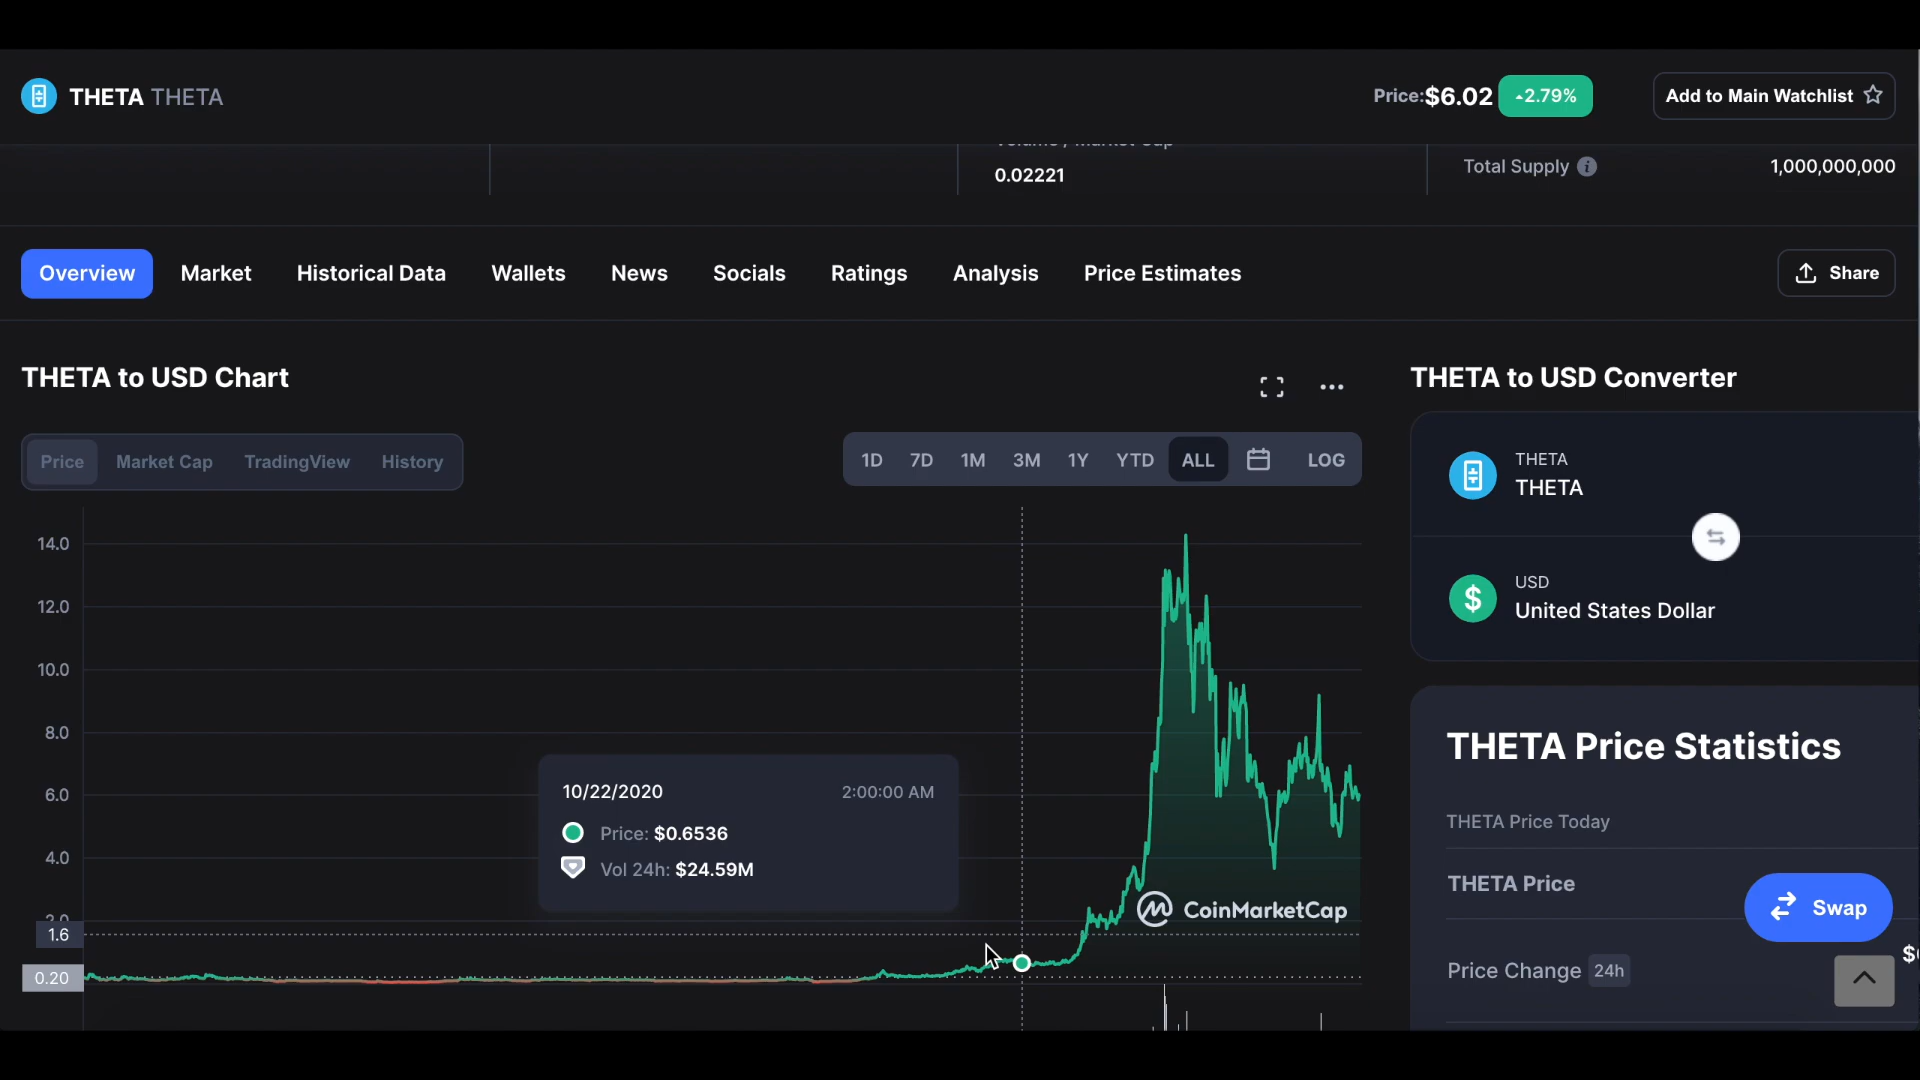 THETA THETA
Price:$6.02 2.79%
Add to Main Watchlist
Volume / Market Cap
0.02221
Total Supply i 1,000,000,000
Overview Market Historical Data Wallets News Socials Ratings Analysis Price Estimates
Share
THETA to USD Chart
Price Market Cap TradingView History
1D 7D 1M 3M 1Y YTD ALL LOG
14.0
12.0
10.0
8.0
6.0
4.0
2.0
1.6
0.20
10/22/2020 2:00:00 AM
Price: $0.6536
Vol 24h: $24.59M
CoinMarketCap
THETA to USD Converter
THETA
THETA
USD
United States Dollar
THETA Price Statistics
THETA Price Today
THETA Price
Swap
Price Change 24h